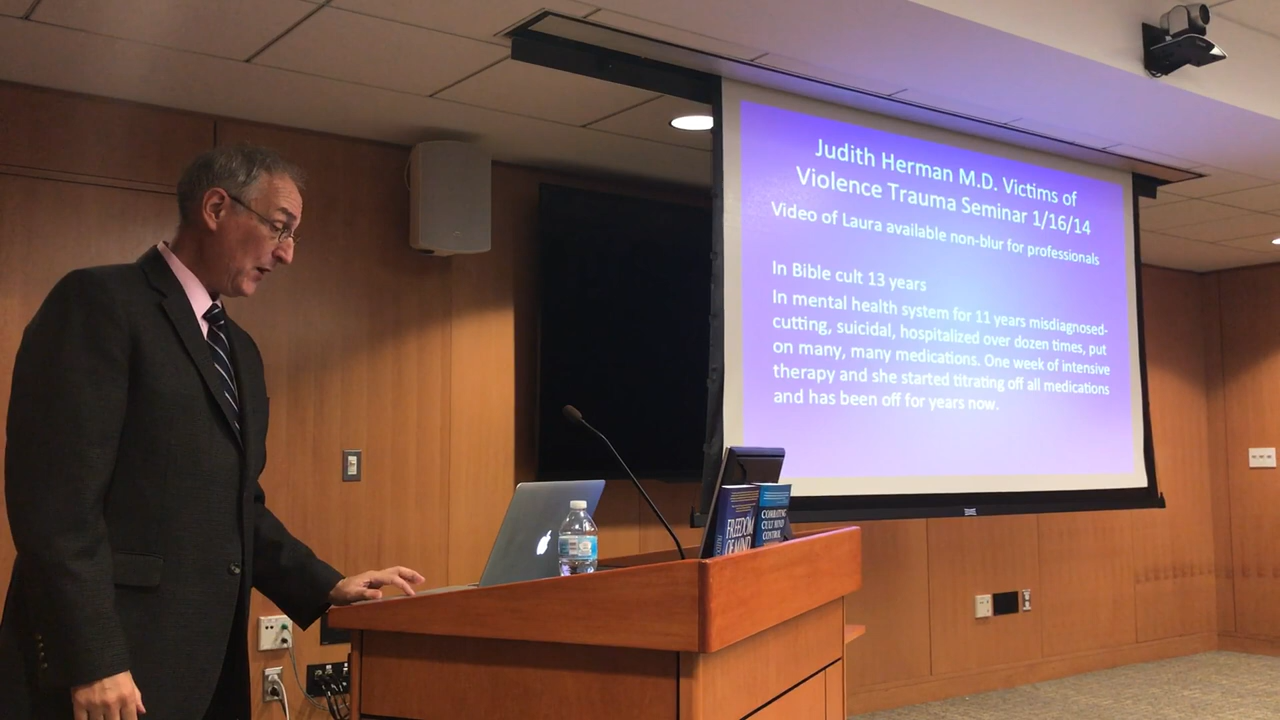 Judith Herman M.D. Victims of
Violence Trauma Seminar 1/16/14
Video of Laura available non-blur for professionals
In Bible cult 13 years
In mental health system for 11 years misdiagnosed-
cutting, suicidal, hospitalized over dozen times, put
on many, many medications. One week of intensive
therapy and she started titrating off all medications
and has been off for years now.
FREEDOM
OF MIND
COMBATING
CULT MIND
CONTROL